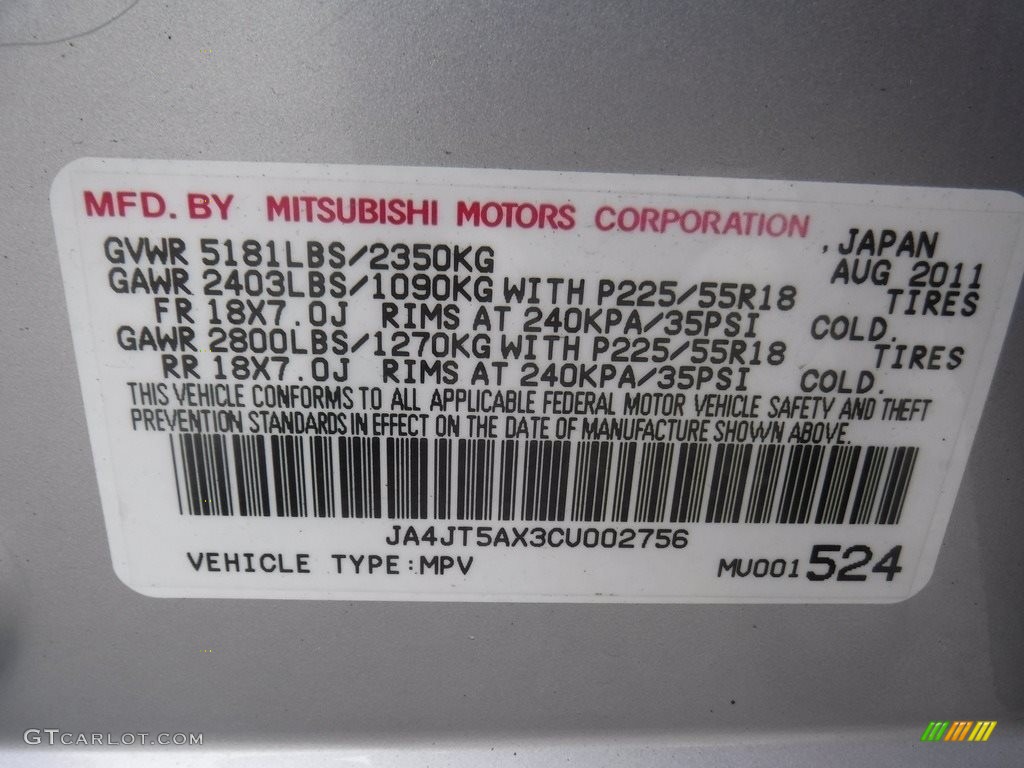 MFD. BY MITSUBISHI MOTORS CORPORATION
GVWR 5181LBS/2350KG , JAPAN
AUG 2011
GAWR 2403LBS/1090KG WITH P225/55R18 TIRES
FR 18X7.0J RIMS AT 240KPA/35PSI COLD.
GAWR 2800LBS/1270KG WITH P225/55R18 TIRES
RR 18X7.0J RIMS AT 240KPA/35PSI COLD.
THIS VEHICLE CONFORMS TO ALL APPLICABLE FEDERAL MOTOR VEHICLE SAFETY AND THEFT
PREVENTION STANDARDS IN EFFECT ON THE DATE OF MANUFACTURE SHOWN ABOVE.
JA4JT5AX3CU002756
VEHICLE TYPE:MPV MU001524
GTCARLOT.COM